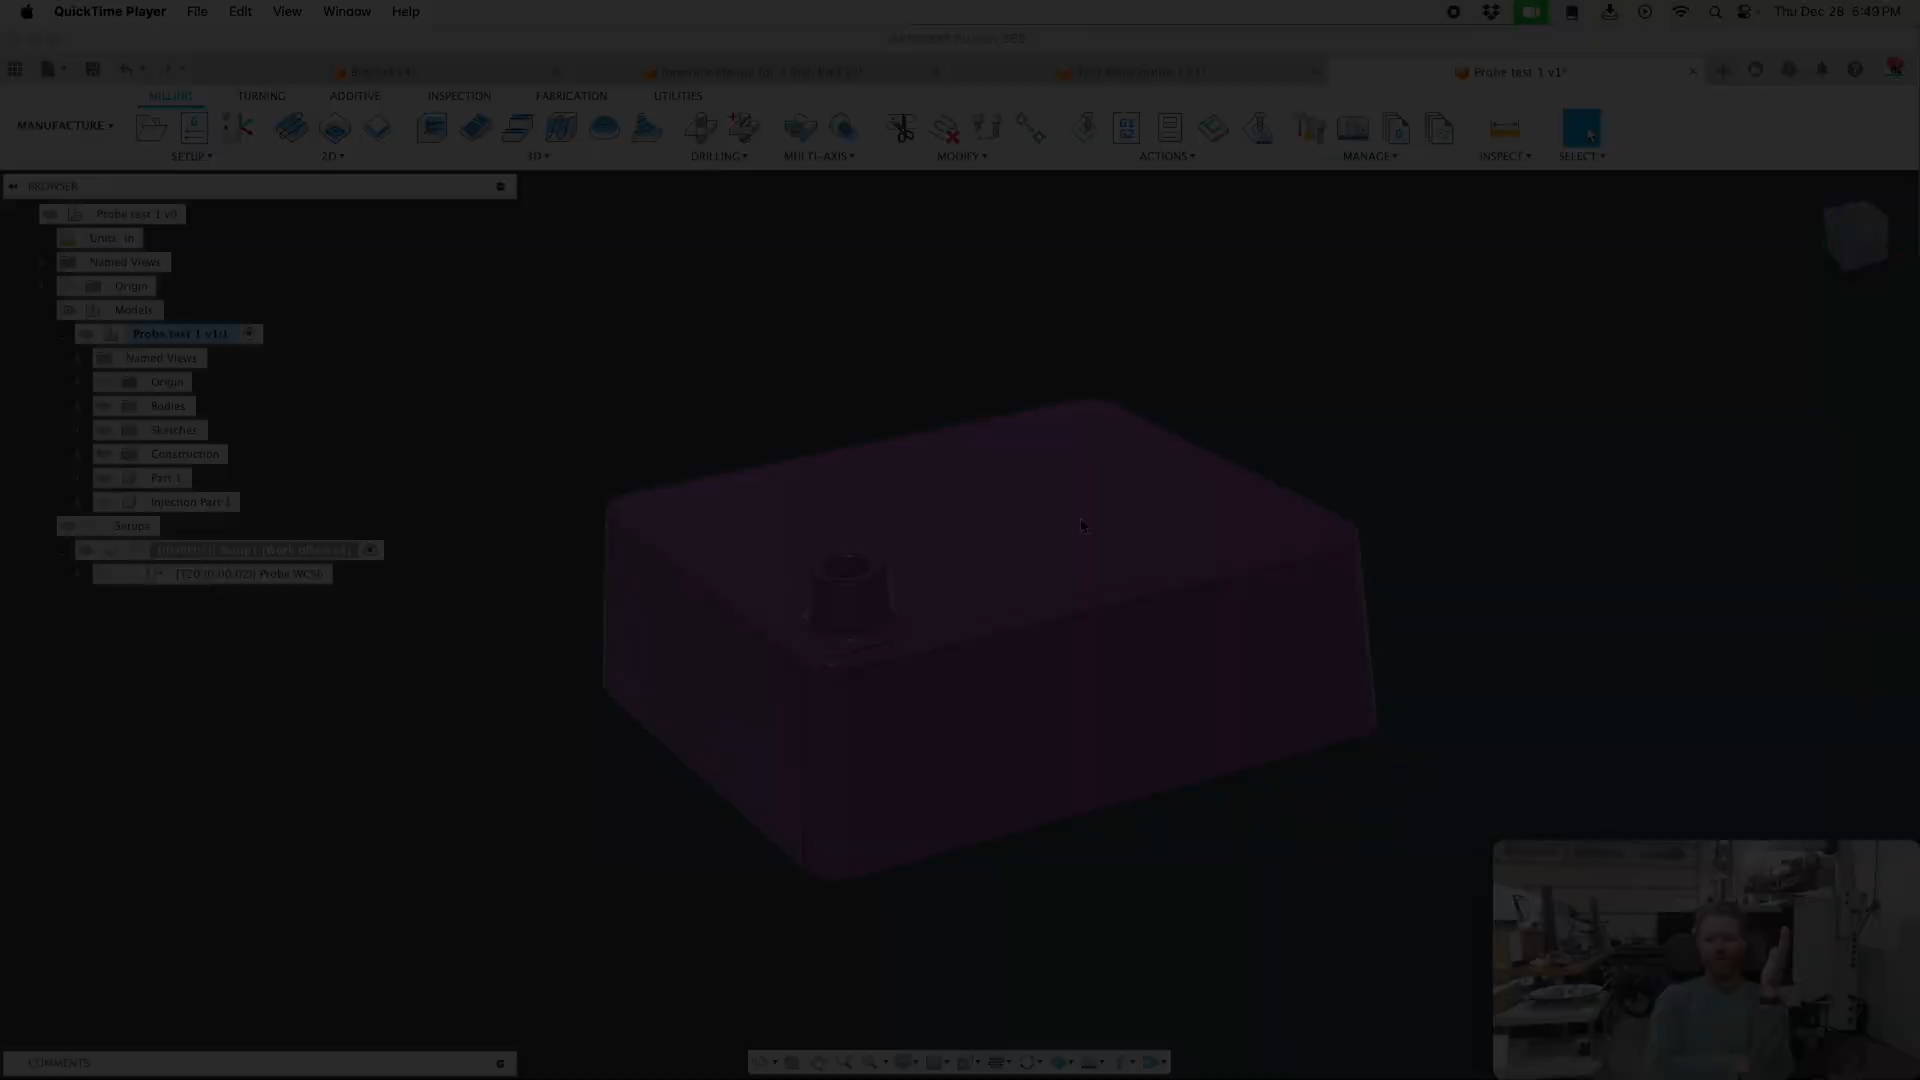 QuickTime Player File Edit View Window Help Thu Dec 28 5:49 PM
Probe test 1 v1*
MILLING TURNING ADDITIVE INSPECTION FABRICATION UTILITIES
MANUFACTURE
SETUP 2D 3D DRILLING MULTI-AXIS MODIFY ACTIONS MANAGE INSPECT SELECT
BROWSER
Probe test 1 v0
Units: in
Named Views
Origin
Models
Probe test 1 v1:1
Named Views
Origin
Bodies
Sketches
Construction
Part 1
Injection Part 1
Setups
Probe WCS6
COMMENTS